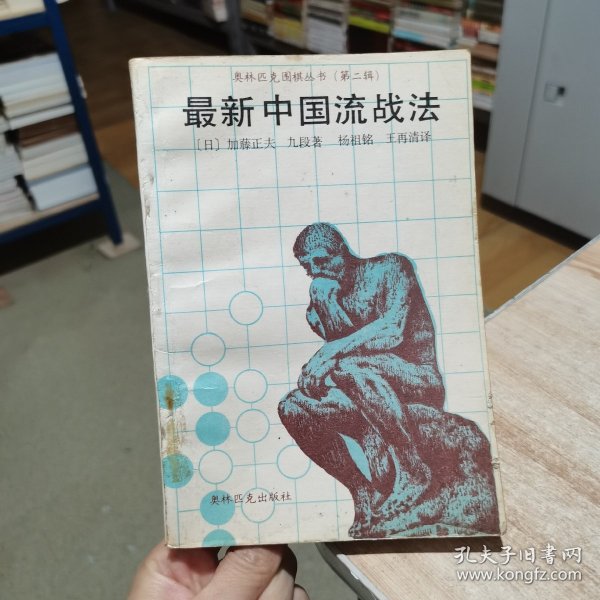 奥林匹克围棋丛书(第二辑)
最新中国流战法
〔日〕加藤正夫 九段著 杨祖铭 王再清译
奥林匹克出版社
孔夫子旧书网
www.kongfz.com